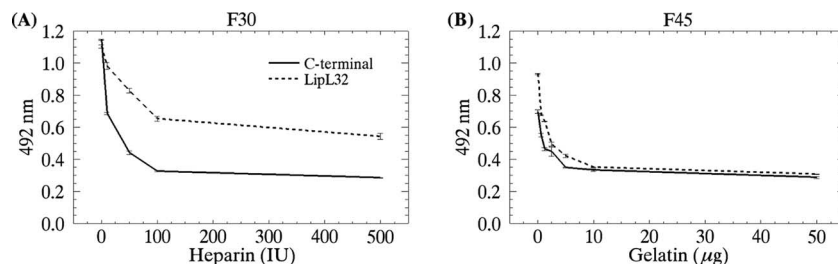 (A) F30
1.2
1.0
0.8
0.6
0.4
0.2
0.0
492 nm
C-terminal
LipL32
0 100 200 300 400 500
Heparin (IU)
(B) F45
1.2
1.0
0.8
0.6
0.4
0.2
0.0
492 nm
0 10 20 30 40 50
Gelatin (μg)